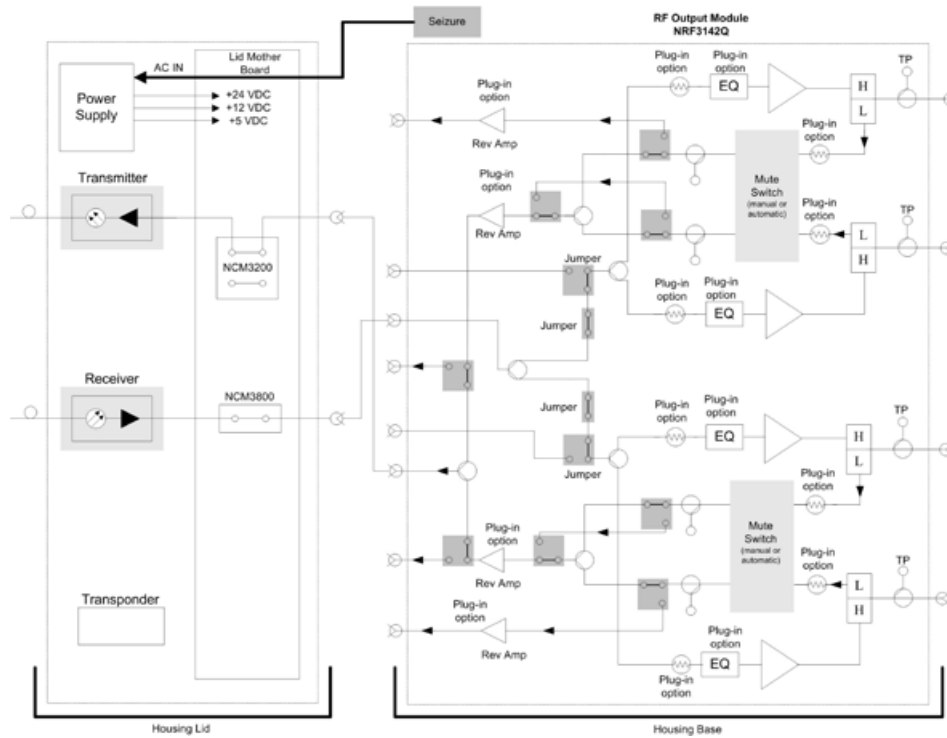 Seizure
RF Output Module
NRF3142Q
AC IN
Lid Mother
Board
Power
Supply
+24 VDC
+12 VDC
+5 VDC
Transmitter
NCM3200
Receiver
NCM3800
Transponder
Housing Lid
Plug-in
option
Plug-in
option
EQ
H
L
TP
Plug-in
option
Rev Amp
Plug-in
option
Mute
Switch
(manual or
automatic)
Plug-in
option
Rev Amp
Plug-in
option
L
H
TP
Jumper
Plug-in
option
Plug-in
option
EQ
Jumper
Jumper
Jumper
Plug-in
option
Plug-in
option
EQ
H
L
TP
Plug-in
option
Mute
Switch
(manual or
automatic)
Plug-in
option
Rev Amp
Plug-in
option
L
H
TP
Plug-in
option
Rev Amp
Plug-in
option
EQ
Plug-in
option
Housing Base